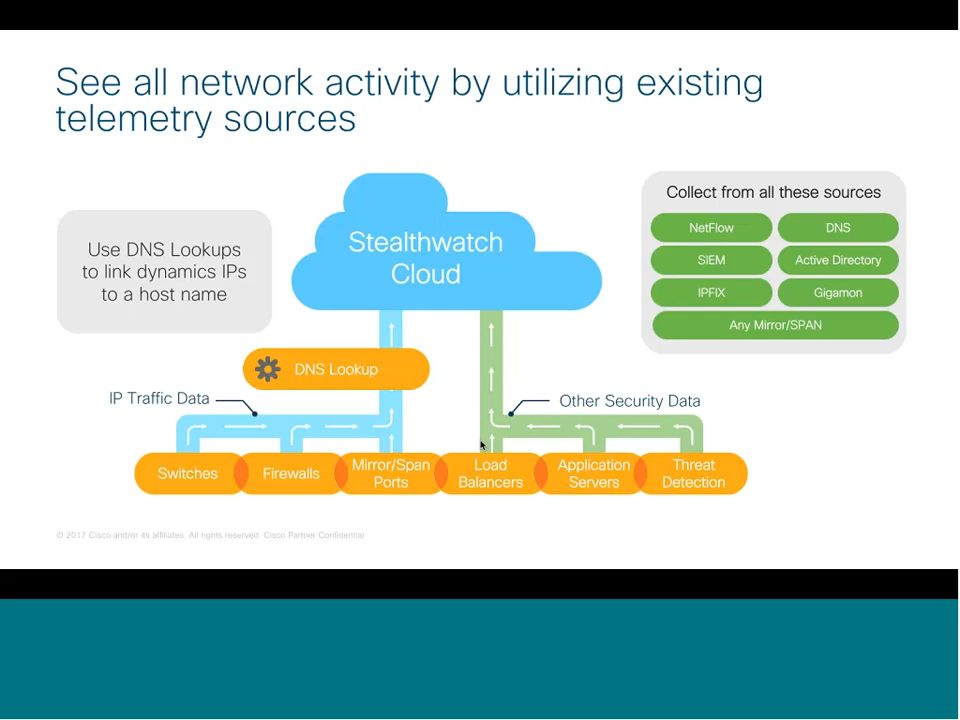 See all network activity by utilizing existing
telemetry sources
Use DNS Lookups
to link dynamics IPs
to a host name
Stealthwatch
Cloud
Collect from all these sources
NetFlow
DNS
SIEM
Active Directory
IPFIX
Gigamon
Any Mirror/SPAN
DNS Lookup
IP Traffic Data
Other Security Data
Switches
Firewalls
Mirror/Span
Ports
Load
Balancers
Application
Servers
Threat
Detection
© 2017 Cisco and/or its affiliates. All rights reserved. Cisco Partner Confidential